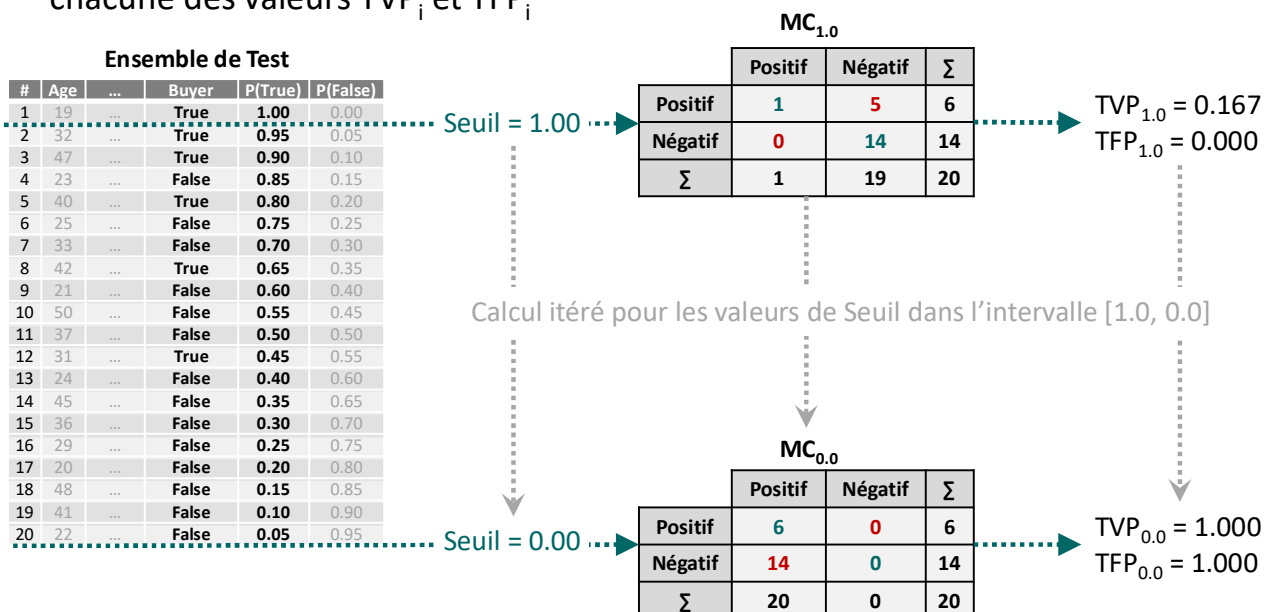 chacune des valeurs TVPi et TFPi
Ensemble de Test
# Age ... Buyer P(True) P(False)
1 19 ... True 1.00 0.00
2 32 ... True 0.95 0.05
3 47 ... True 0.90 0.10
4 23 ... False 0.85 0.15
5 40 ... True 0.80 0.20
6 25 ... False 0.75 0.25
7 33 ... False 0.70 0.30
8 42 ... True 0.65 0.35
9 21 ... False 0.60 0.40
10 50 ... False 0.55 0.45
11 37 ... False 0.50 0.50
12 31 ... True 0.45 0.55
13 24 ... False 0.40 0.60
14 45 ... False 0.35 0.65
15 36 ... False 0.30 0.70
16 29 ... False 0.25 0.75
17 20 ... False 0.20 0.80
18 48 ... False 0.15 0.85
19 41 ... False 0.10 0.90
20 22 ... False 0.05 0.95
Seuil = 1.00
MC1.0
Positif Négatif ∑
Positif 1 5 6
Négatif 0 14 14
∑ 1 19 20
TVP1.0 = 0.167
TFP1.0 = 0.000
Calcul itéré pour les valeurs de Seuil dans l’intervalle [1.0, 0.0]
Seuil = 0.00
MC0.0
Positif Négatif ∑
Positif 6 0 6
Négatif 14 0 14
∑ 20 0 20
TVP0.0 = 1.000
TFP0.0 = 1.000